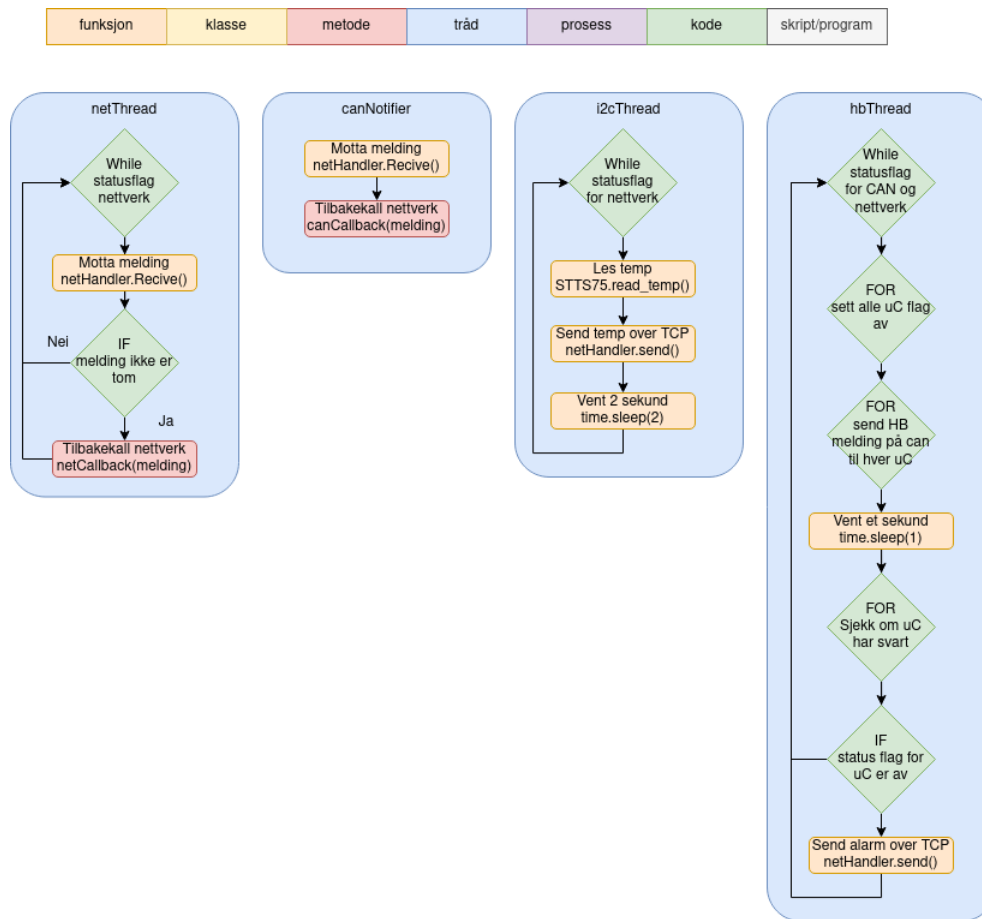 funksjon
klasse
metode
tråd
prosess
kode
skript/program
netThread
While
statusflag
nettverk
Motta melding
netHandler.Recive()
Nei
IF
melding ikke er
tom
Ja
Tilbakekall nettverk
netCallback(melding)
canNotifier
Motta melding
netHandler.Recive()
Tilbakekall nettverk
canCallback(melding)
i2cThread
While
statusflag
for nettverk
Les temp
STTS75.read_temp()
Send temp over TCP
netHandler.send()
Vent 2 sekund
time.sleep(2)
hbThread
While
statusflag
for CAN og
nettverk
FOR
sett alle uC flag
av
FOR
send HB
melding på can
til hver uC
Vent et sekund
time.sleep(1)
FOR
Sjekk om uC
har svart
IF
status flag for
uC er av
Send alarm over TCP
netHandler.send()